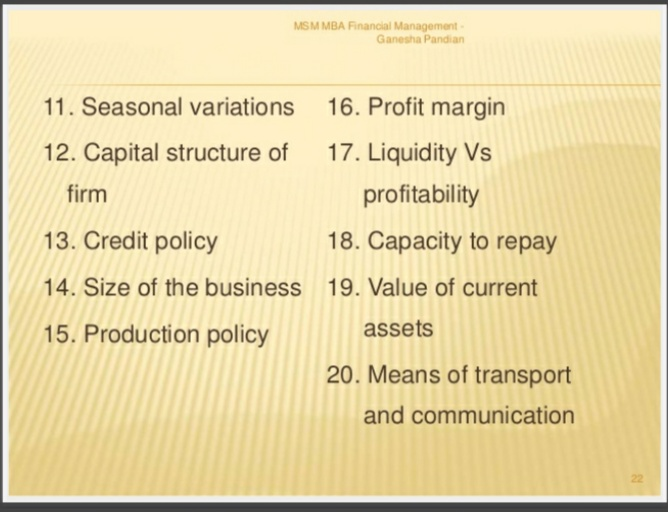 MSM MBA Financial Management -
Ganesha Pandian
11. Seasonal variations
12. Capital structure of
firm
13. Credit policy
14. Size of the business
15. Production policy
16. Profit margin
17. Liquidity Vs
profitability
18. Capacity to repay
19. Value of current
assets
20. Means of transport
and communication
22